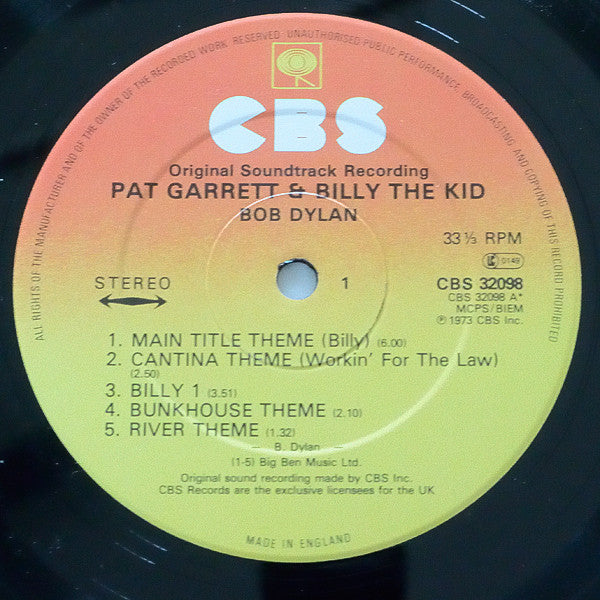 ALL RIGHTS OF THE MANUFACTURER AND OF THE OWNER OF THE RECORDED WORK RESERVED UNAUTHORISED PUBLIC PERFORMANCE BROADCASTING AND COPYING OF THIS RECORD PROHIBITED
CBS
Original Soundtrack Recording
PAT GARRETT & BILLY THE KID
BOB DYLAN
33⅓ RPM
0149
STEREO
1
CBS 32098
CBS 32098 A*
MCPS/BIEM
℗ 1973 CBS Inc.
1. MAIN TITLE THEME (Billy) (6.00)
2. CANTINA THEME (Workin' For The Law)
(2.50)
3. BILLY 1 (3.51)
4. BUNKHOUSE THEME (2.10)
5. RIVER THEME (1.32)
— B. Dylan —
(1-5) Big Ben Music Ltd.
Original sound recording made by CBS Inc.
CBS Records are the exclusive licensees for the UK
MADE IN ENGLAND